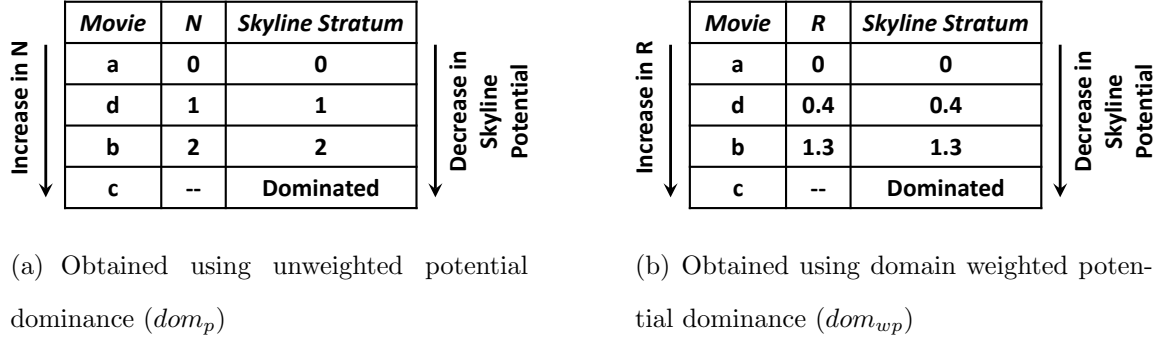 Increase in N
Movie N Skyline Stratum
a 0 0
d 1 1
b 2 2
c -- Dominated
Decrease in
Skyline
Potential
(a) Obtained using unweighted potential
dominance (dom_p)
Increase in R
Movie R Skyline Stratum
a 0 0
d 0.4 0.4
b 1.3 1.3
c -- Dominated
Decrease in
Skyline
Potential
(b) Obtained using domain weighted poten-
tial dominance (dom_wp)